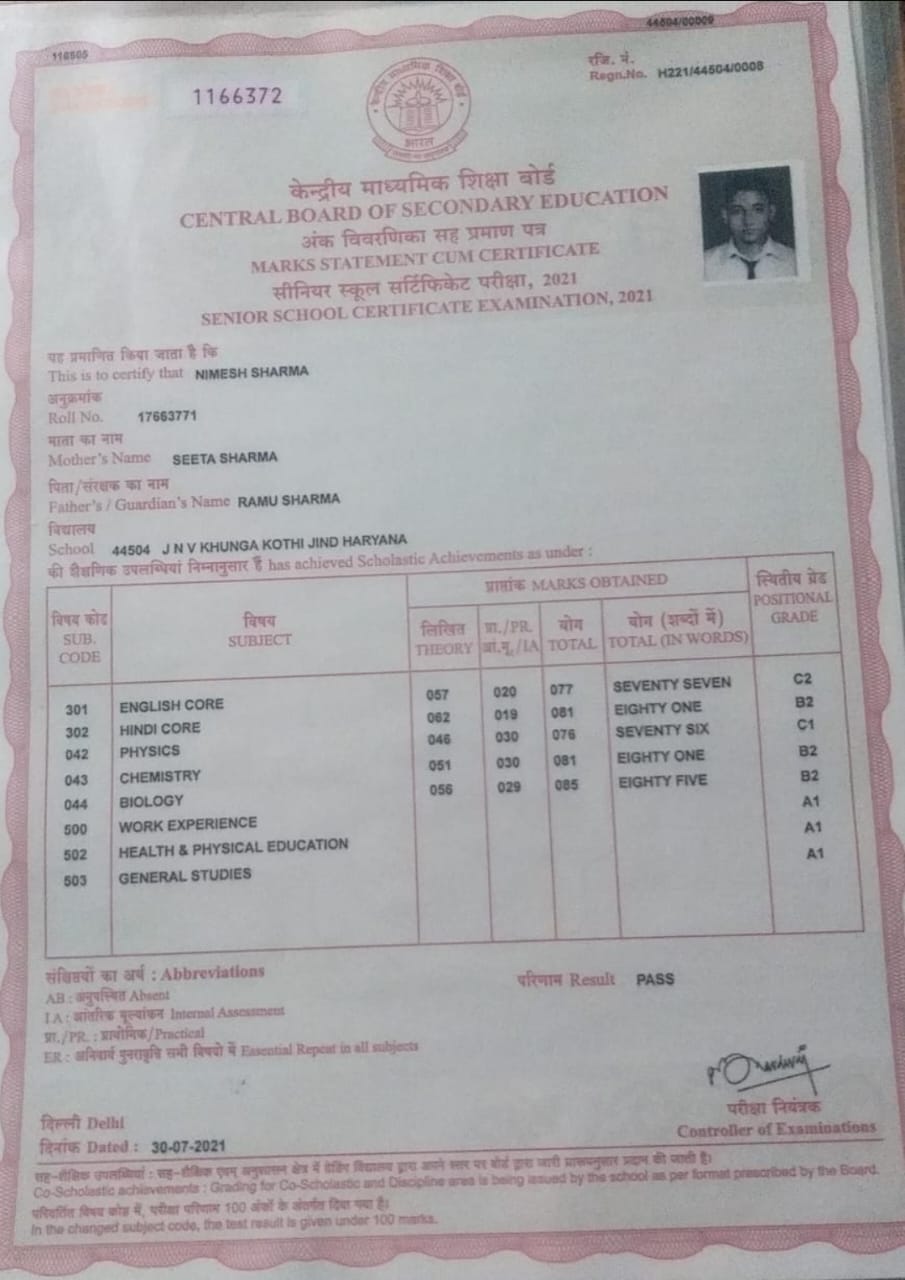 116505
44504/00009
1166372
रजि. नं.
Regn.No. H221/44504/0008
भारत
केन्द्रीय माध्यमिक शिक्षा बोर्ड
CENTRAL BOARD OF SECONDARY EDUCATION
अंक विवरणिका सह प्रमाण पत्र
MARKS STATEMENT CUM CERTIFICATE
सीनियर स्कूल सर्टिफिकेट परीक्षा, 2021
SENIOR SCHOOL CERTIFICATE EXAMINATION, 2021
यह प्रमाणित किया जाता है कि
This is to certify that NIMESH SHARMA
अनुक्रमांक
Roll No. 17663771
माता का नाम
Mother's Name SEETA SHARMA
पिता/संरक्षक का नाम
Father's / Guardian's Name RAMU SHARMA
विद्यालय
School 44504 J N V KHUNGA KOTHI JIND HARYANA
की शैक्षणिक उपलब्धियां निम्नानुसार हैं has achieved Scholastic Achievements as under :
विषय कोड SUB. CODE
विषय SUBJECT
प्राप्तांक MARKS OBTAINED
लिखित THEORY
प्रा./PR. आं.मू./IA
योग TOTAL
योग (शब्दों में) TOTAL (IN WORDS)
स्थितीय ग्रेड POSITIONAL GRADE
301 ENGLISH CORE 057 020 077 SEVENTY SEVEN C2
302 HINDI CORE 062 019 081 EIGHTY ONE B2
042 PHYSICS 046 030 076 SEVENTY SIX C1
043 CHEMISTRY 051 030 081 EIGHTY ONE B2
044 BIOLOGY 056 029 085 EIGHTY FIVE B2
500 WORK EXPERIENCE A1
502 HEALTH & PHYSICAL EDUCATION A1
503 GENERAL STUDIES A1
संक्षिप्तियों का अर्थ : Abbreviations
परिणाम Result PASS
AB : अनुपस्थित Absent
I A : आंतरिक मूल्यांकन Internal Assessment
प्रा./PR. : प्रायोगिक/Practical
ER : अनिवार्य पुनरावृत्ति सभी विषयो में Essential Repeat in all subjects
परीक्षा नियंत्रक
Controller of Examinations
दिल्ली Delhi
दिनांक Dated : 30-07-2021
सह-शैक्षिक उपलब्धियां : सह-शैक्षिक एवम् अनुशासन क्षेत्र में ग्रेडिंग विद्यालय द्वारा अपने स्तर पर बोर्ड द्वारा जारी प्रारूपानुसार प्रदान की जाती है।
Co-Scholastic achievements : Grading for Co-Scholastic and Discipline area is being issued by the school as per format prescribed by the Board.
परिवर्तित विषय कोड में, परीक्षा परिणाम 100 अंकों के अंतर्गत दिया गया है।
In the changed subject code, the test result is given under 100 marks.